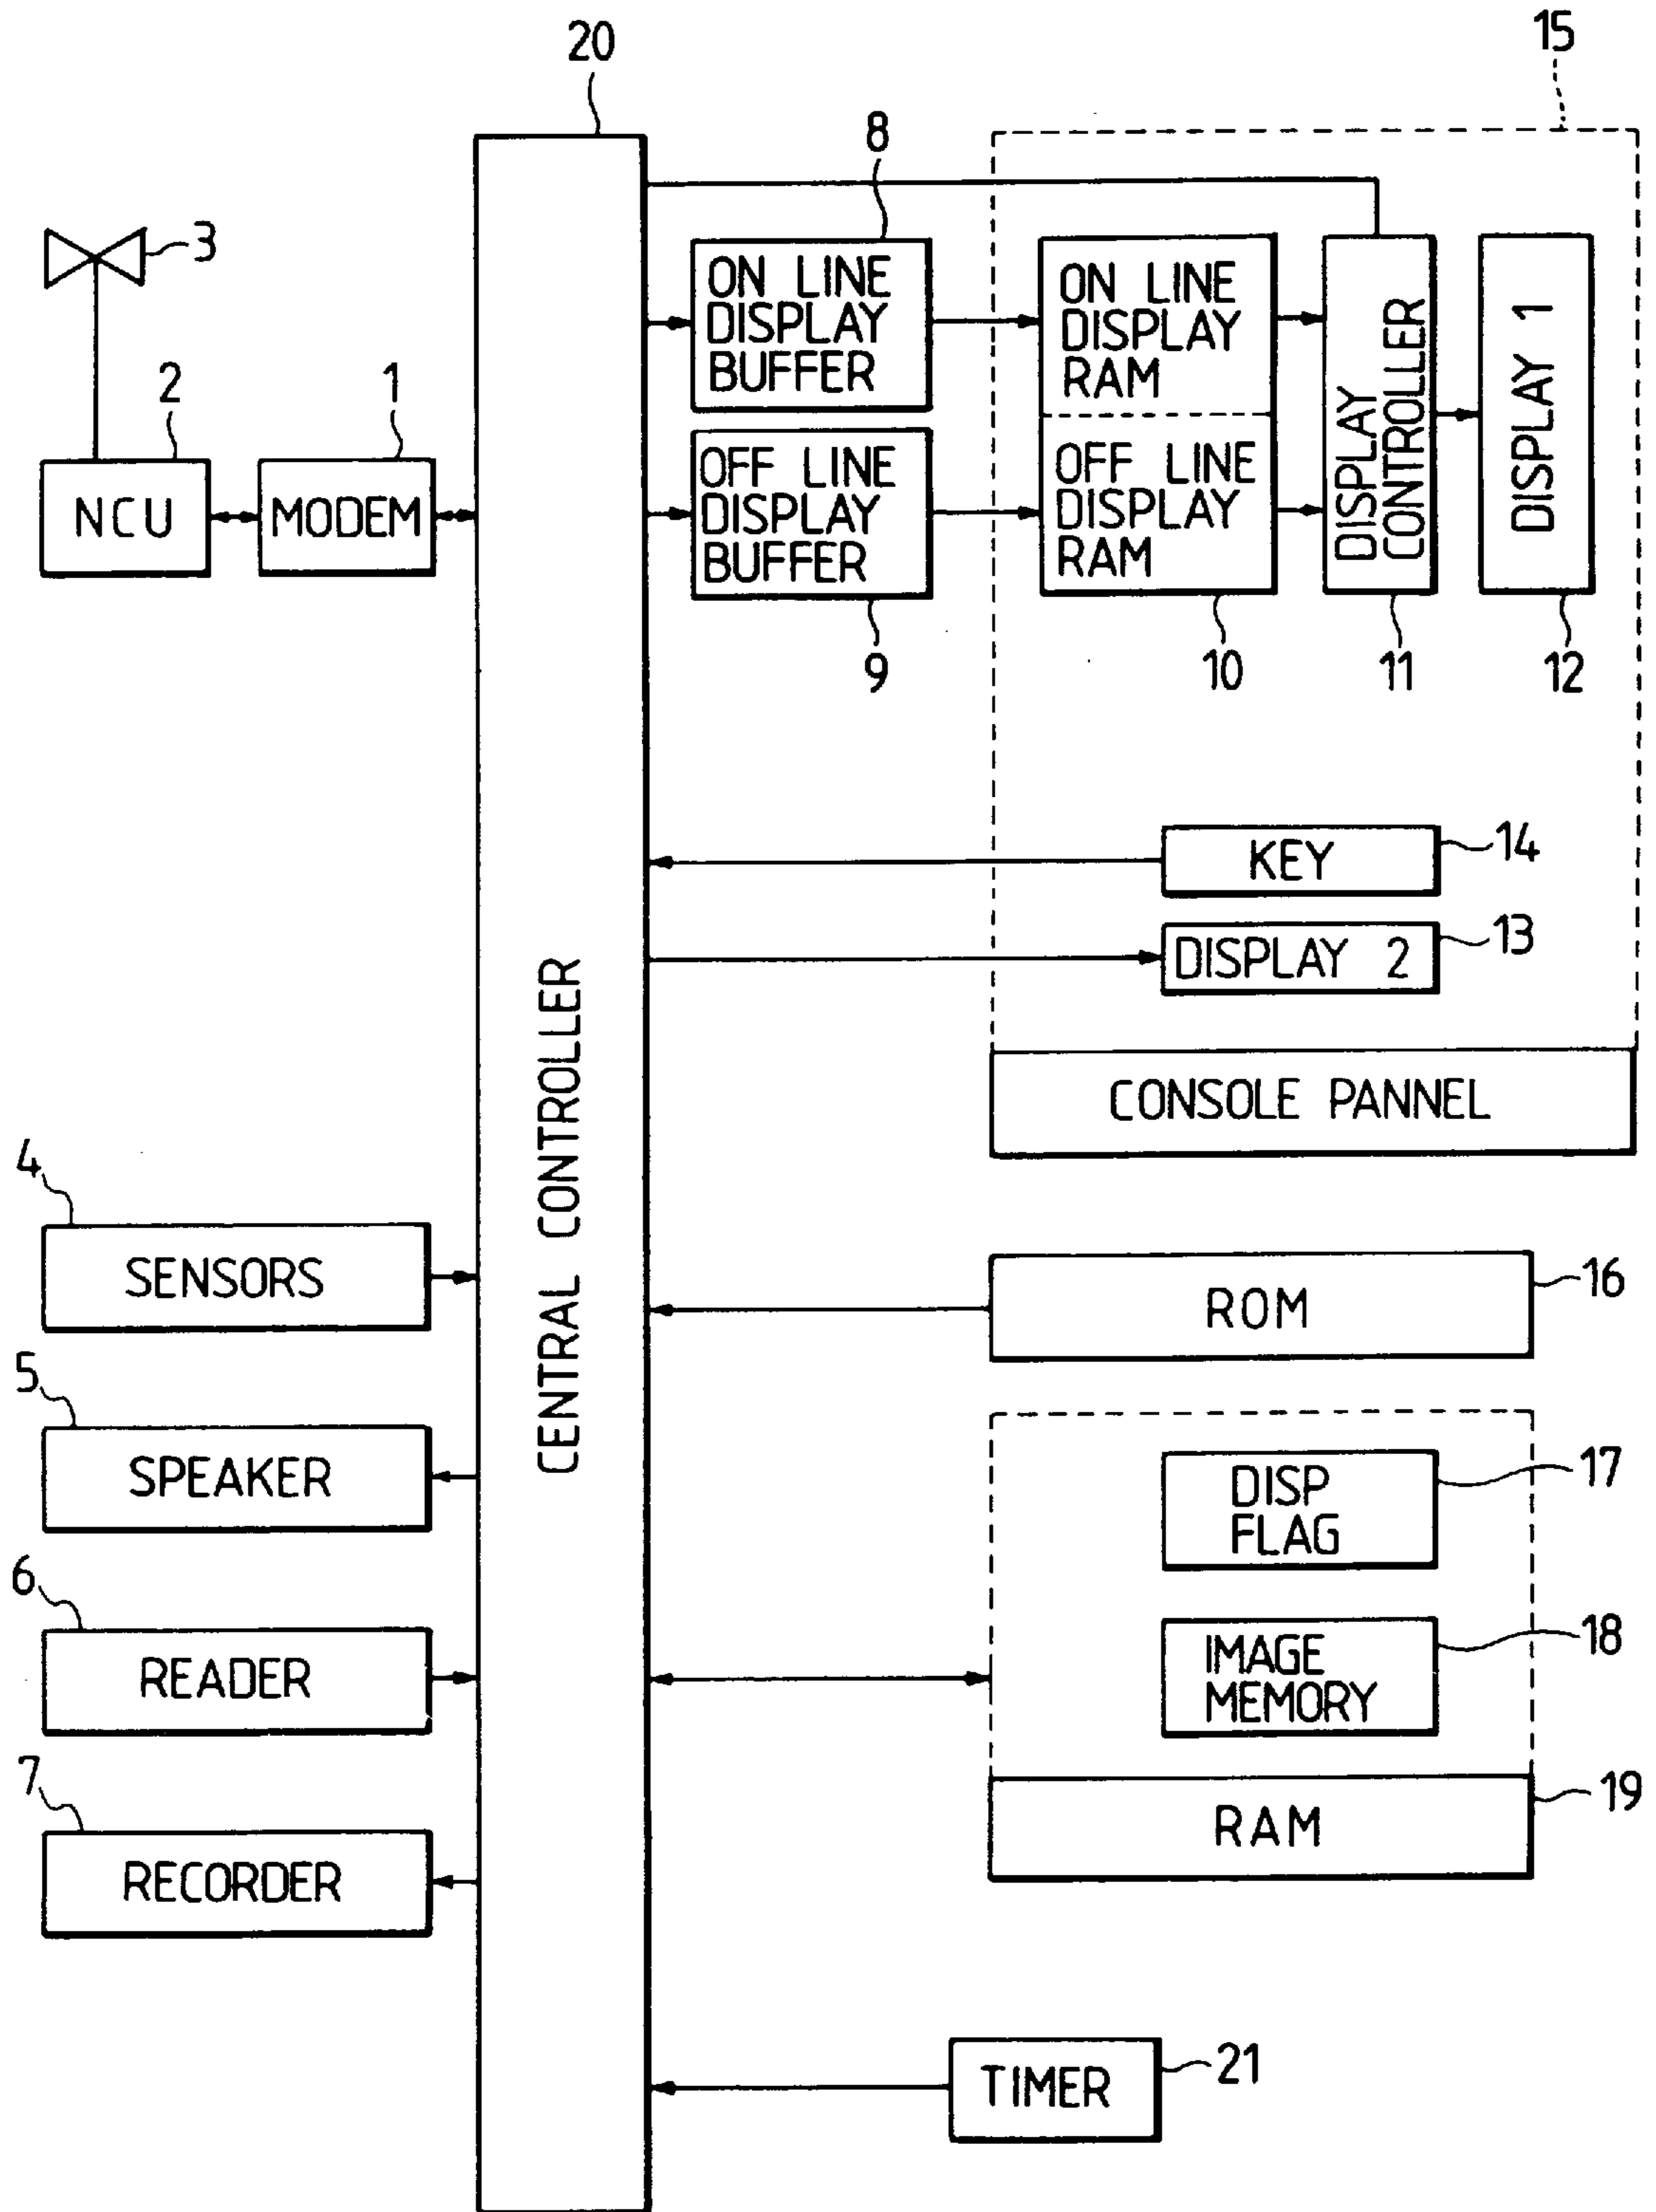 15
20
8
3
ON LINE
DISPLAY
BUFFER
ON LINE
DISPLAY
RAM
DISPLAY
CONTROLLER
DISPLAY 1
2
1
NCU
MODEM
OFF LINE
DISPLAY
BUFFER
OFF LINE
DISPLAY
RAM
9
10
11
12
KEY
14
DISPLAY 2
13
CONSOLE PANNEL
CENTRAL CONTROLLER
4
SENSORS
ROM
16
5
SPEAKER
DISP
FLAG
17
6
READER
IMAGE
MEMORY
18
7
RECORDER
RAM
19
TIMER
21